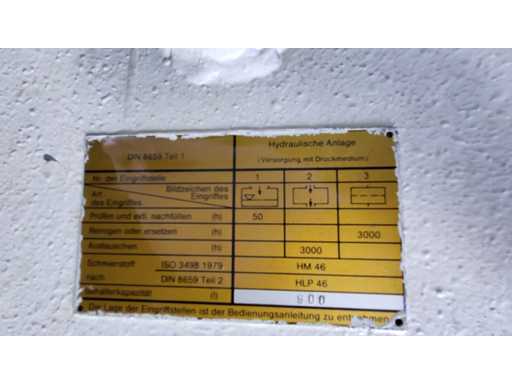 DIN 8659 Teil 1
Hydraulische Anlage
(Versorgung mit Druckmedium)
Nr. der Eingriffstelle 1 2 3
Art des Eingriffes
Bildzeichen des Eingriffes
Prüfen und evtl. nachfüllen (h) 50
Reinigen oder ersetzen (h) 3000
Austauschen (h) 3000
Schmierstoff ISO 3498 1979 HM 46
nach DIN 8659 Teil 2 HLP 46
Behälterkapazität (l) 900
Die Lage der Eingriffstellen ist der Bedienungsanleitung zu entnehmen